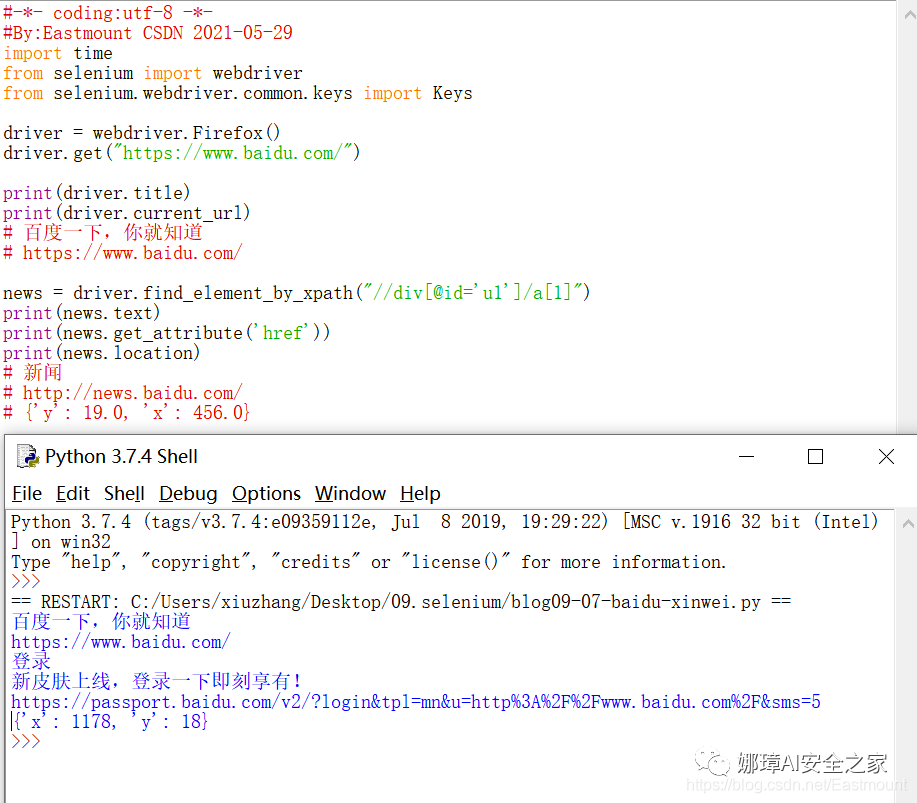 #-*- coding:utf-8 -*-
#By:Eastmount CSDN 2021-05-29
import time
from selenium import webdriver
from selenium.webdriver.common.keys import Keys
driver = webdriver.Firefox()
driver.get("https://www.baidu.com/")
print(driver.title)
print(driver.current_url)
# 百度一下，你就知道
# https://www.baidu.com/
news = driver.find_element_by_xpath("//div[@id='u1']/a[1]")
print(news.text)
print(news.get_attribute('href'))
print(news.location)
# 新闻
# http://news.baidu.com/
# {'y': 19.0, 'x': 456.0}
Python 3.7.4 Shell
File Edit Shell Debug Options Window Help
Python 3.7.4 (tags/v3.7.4:e09359112e, Jul  8 2019, 19:29:22) [MSC v.1916 32 bit (Intel)
] on win32
Type "help", "copyright", "credits" or "license()" for more information.
>>>
== RESTART: C:/Users/xiuzhang/Desktop/09.selenium/blog09-07-baidu-xinwei.py ==
百度一下，你就知道
https://www.baidu.com/
登录
新皮肤上线，登录一下即刻享有！
https://passport.baidu.com/v2/?login&tpl=mn&u=http%3A%2F%2Fwww.baidu.com%2F&sms=5
{'x': 1178, 'y': 18}
>>>
娜璋AI安全之家
https://blog.csdn.net/Eastmount